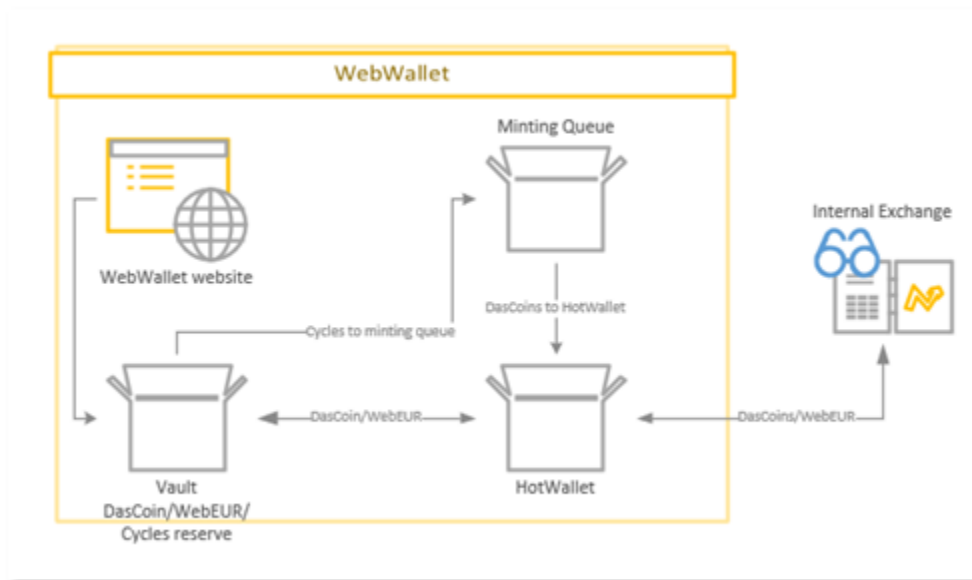 WebWallet
Minting Queue
Internal Exchange
WebWallet website
DasCoins to HotWallet
Cycles to minting queue
DasCoin/WebEUR
DasCoins/WebEUR
Vault
DasCoin/WebEUR/
Cycles reserve
HotWallet